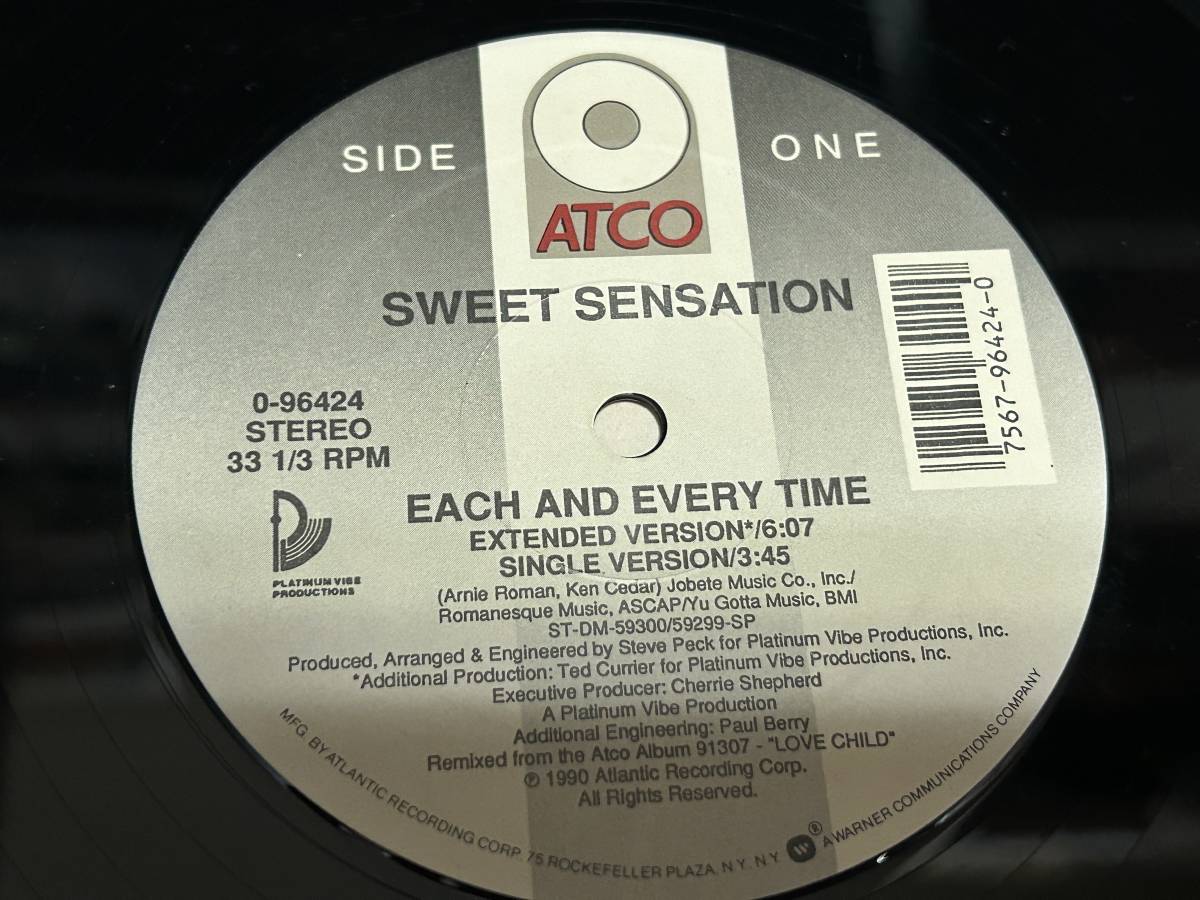 SIDE ONE
ATCO
SWEET SENSATION
7567-96424-0
0-96424
STEREO
33 1/3 RPM
PLATINUM VIBE
PRODUCTIONS
EACH AND EVERY TIME
EXTENDED VERSION*/6:07
SINGLE VERSION/3:45
(Arnie Roman, Ken Cedar) Jobete Music Co., Inc./
Romanesque Music, ASCAP/Yu Gotta Music, BMI
ST-DM-59300/59299-SP
Produced, Arranged & Engineered by Steve Peck for Platinum Vibe Productions, Inc.
*Additional Production: Ted Currier for Platinum Vibe Productions, Inc.
Executive Producer: Cherrie Shepherd
A Platinum Vibe Production
Additional Engineering: Paul Berry
Remixed from the Atco Album 91307 - "LOVE CHILD"
℗ 1990 Atlantic Recording Corp.
All Rights Reserved.
MFG. BY ATLANTIC RECORDING CORP. 75 ROCKEFELLER PLAZA, N.Y. N.Y. ® A WARNER COMMUNICATIONS COMPANY